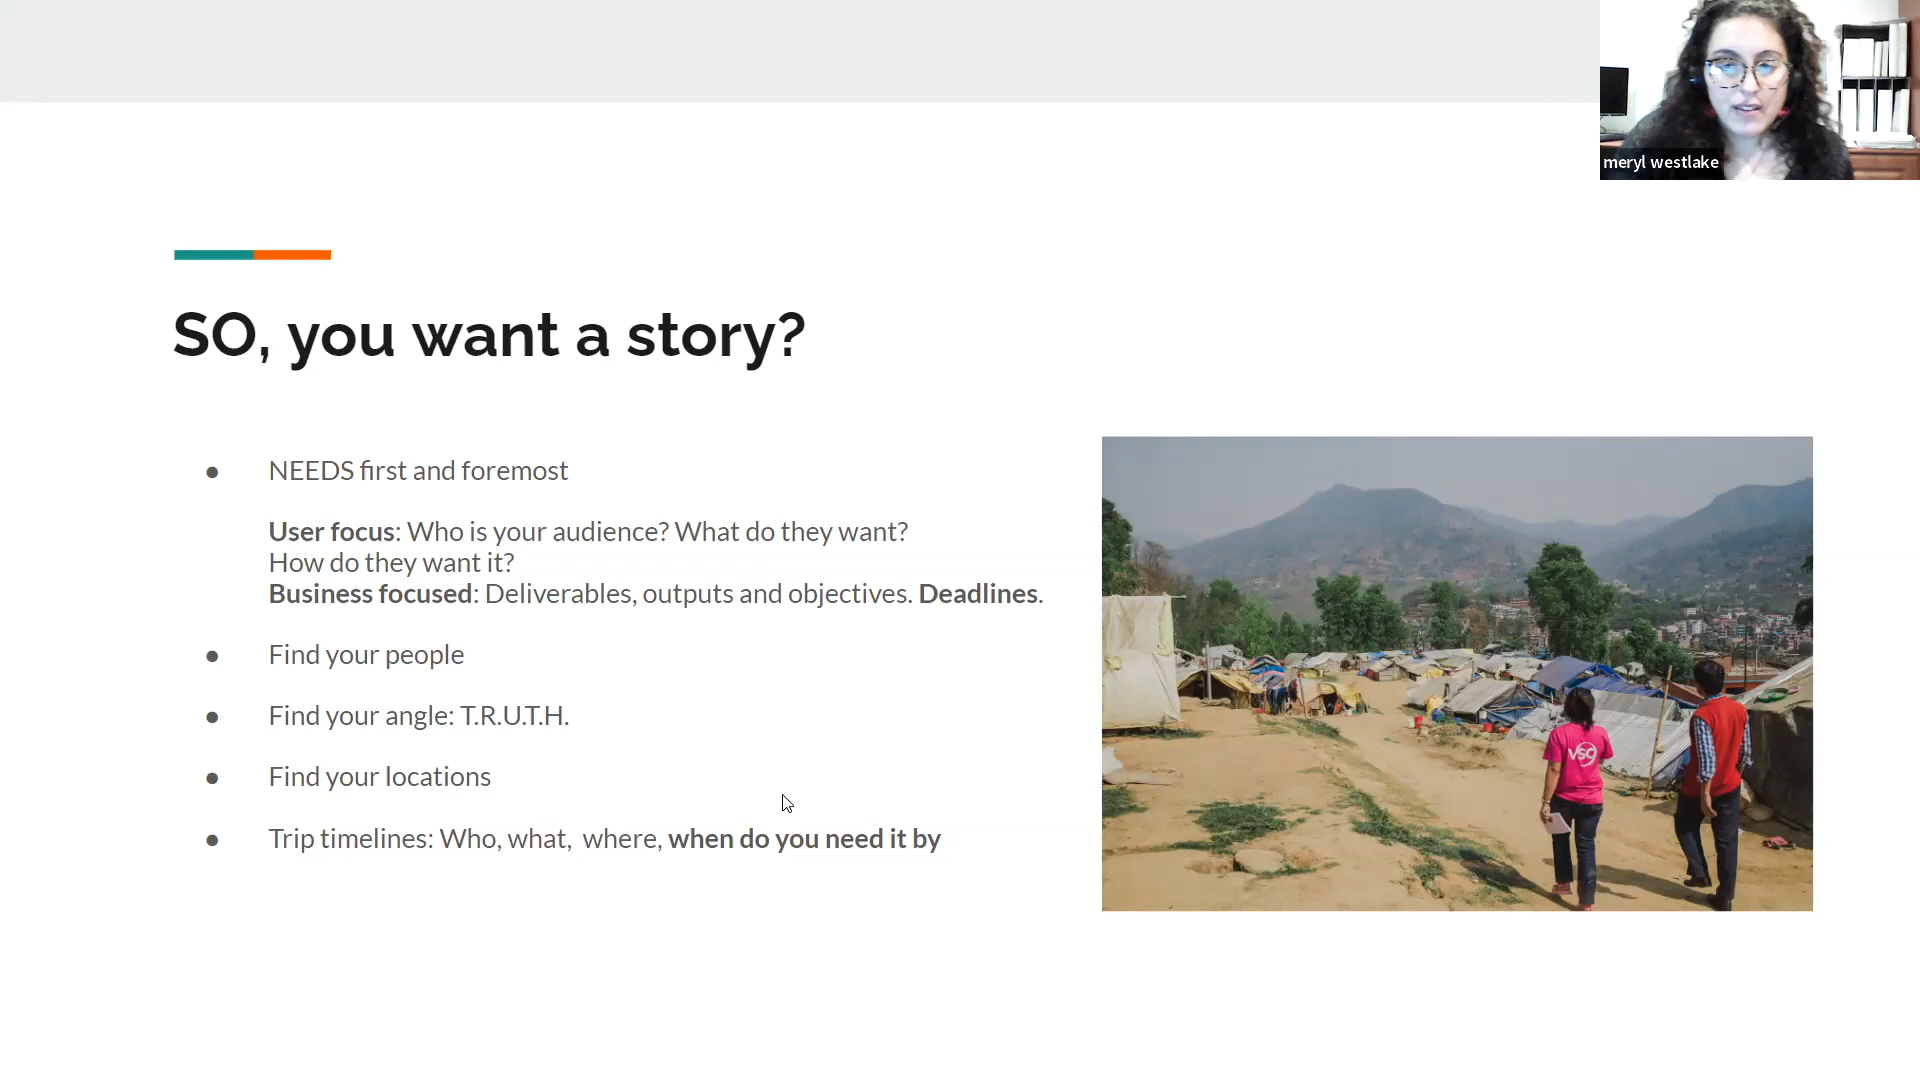 meryl westlake
SO, you want a story?
● NEEDS first and foremost
User focus: Who is your audience? What do they want?
How do they want it?
Business focused: Deliverables, outputs and objectives. Deadlines.
● Find your people
● Find your angle: T.R.U.T.H.
● Find your locations
● Trip timelines: Who, what,  where, when do you need it by
vso